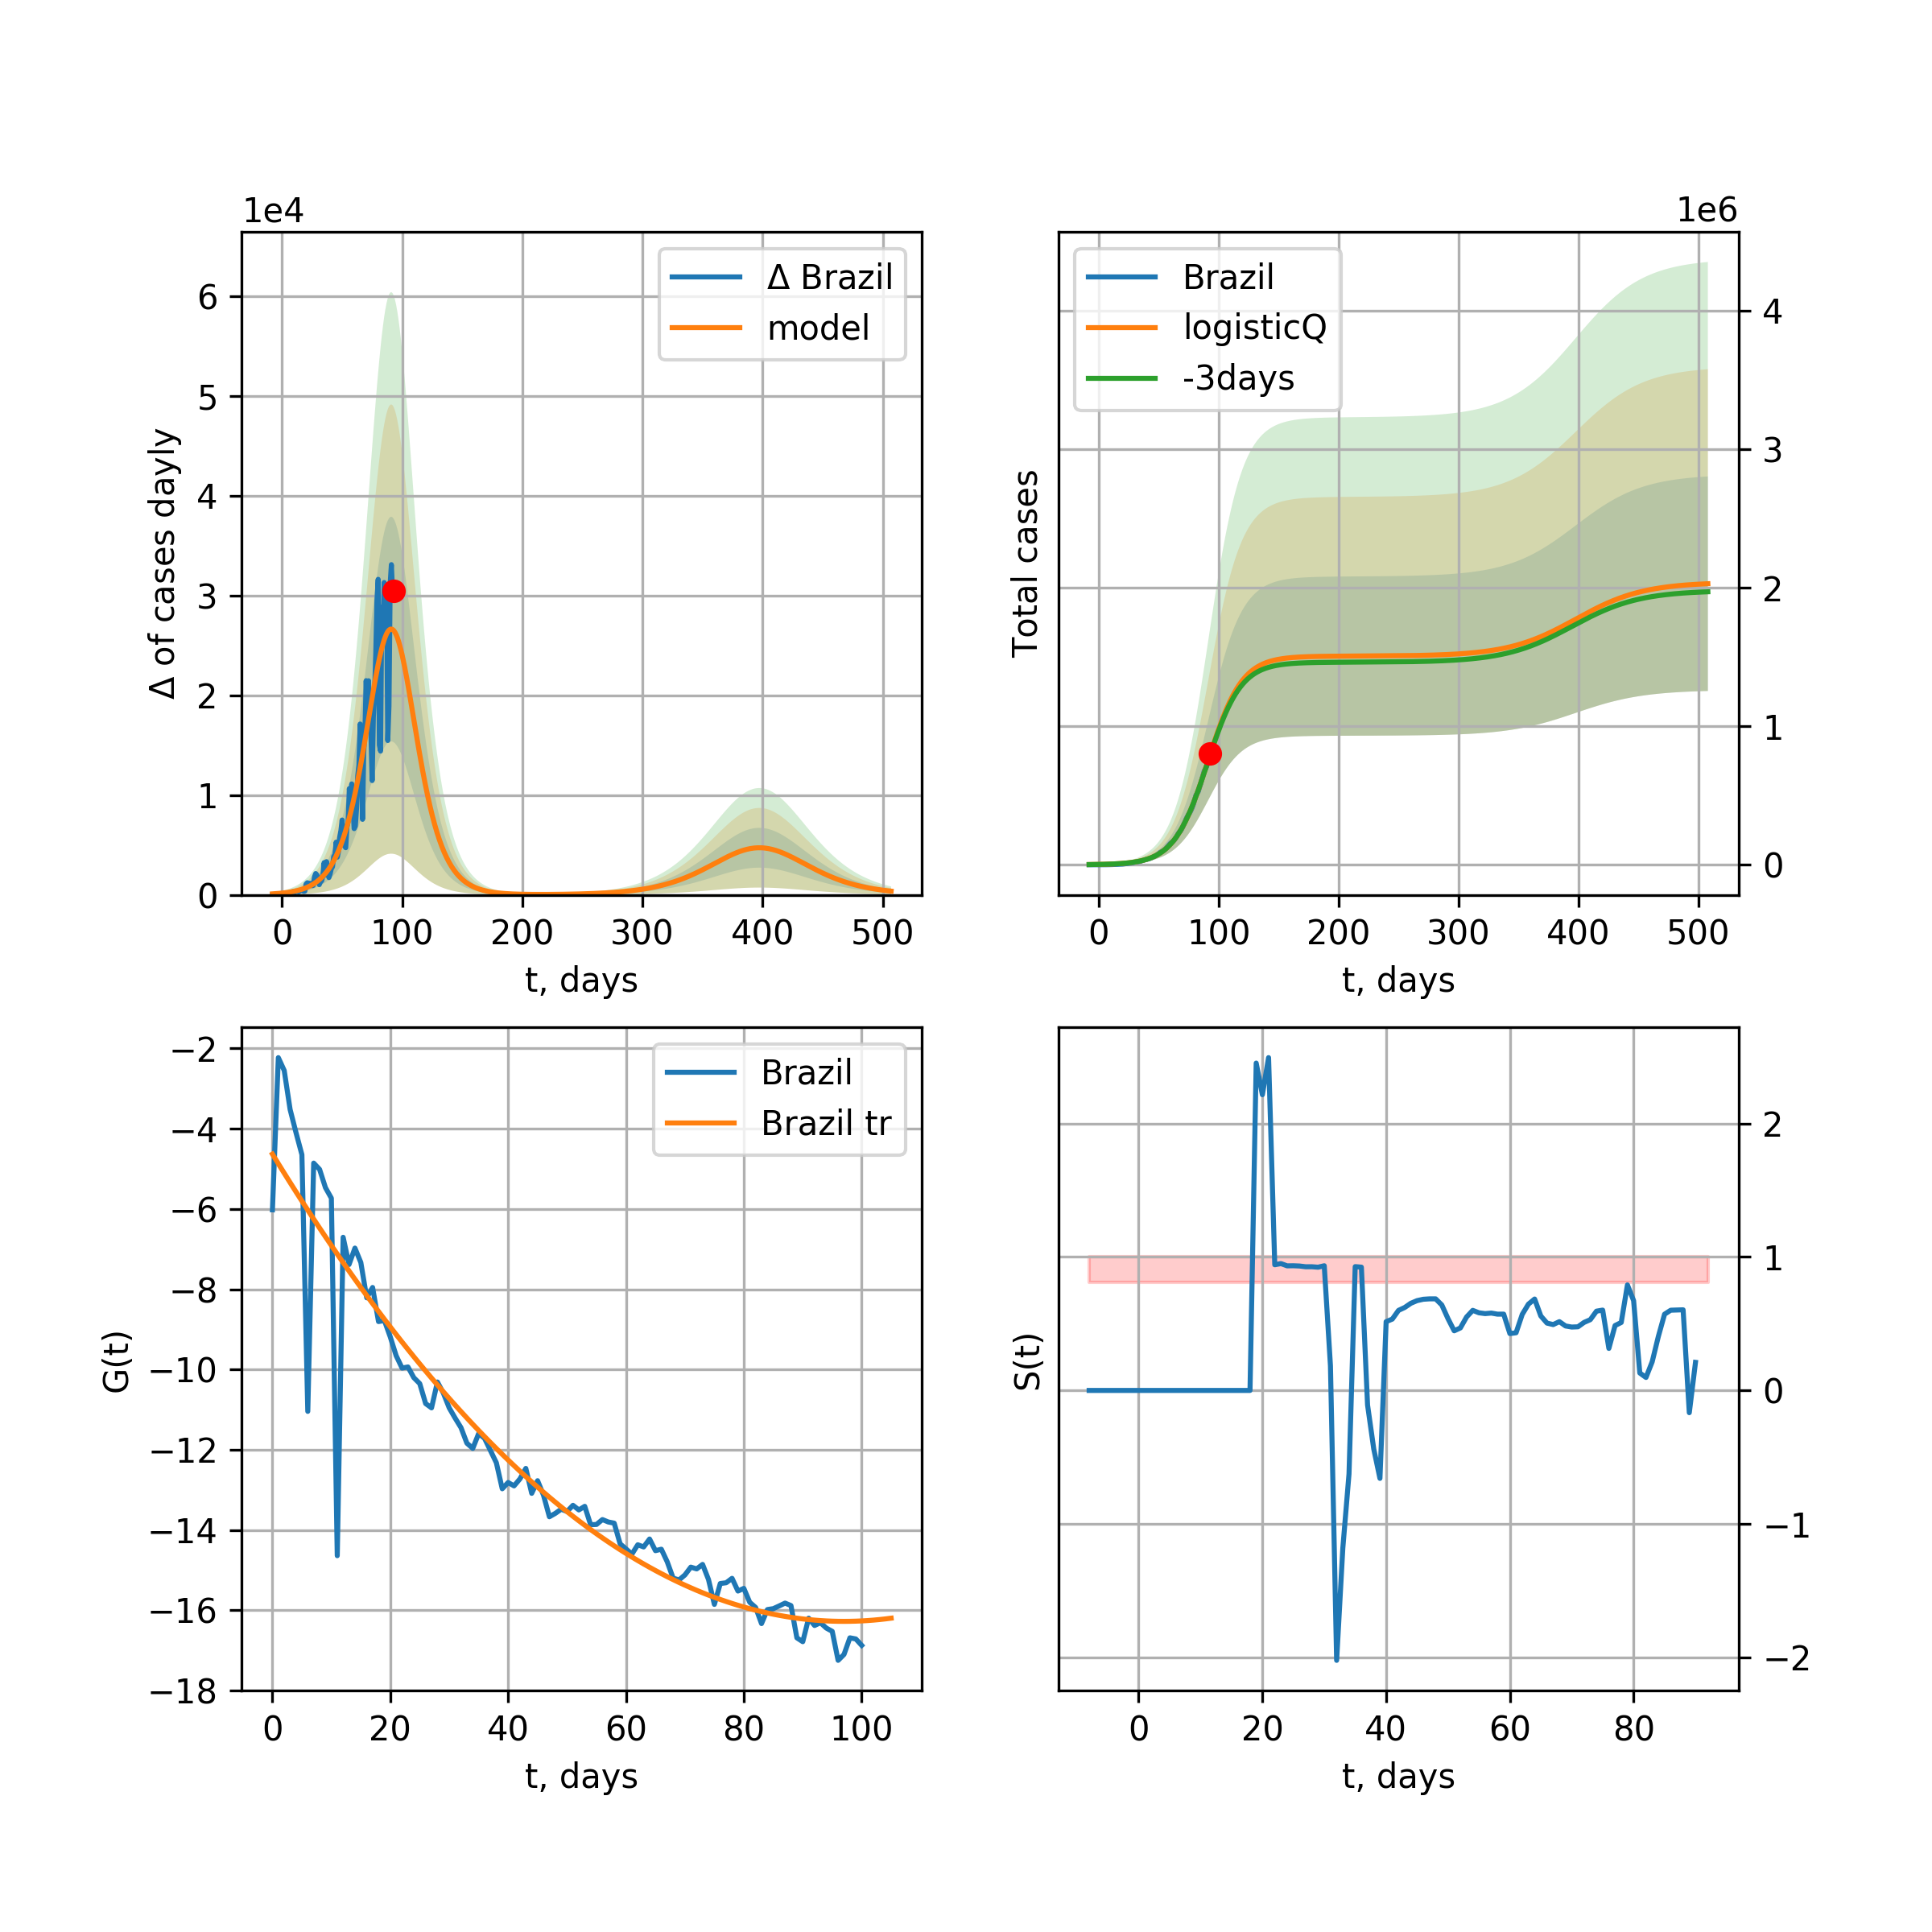 1e4
Δ of cases dayly
6
5
4
3
2
1
0
Δ Brazil
model
0 100 200 300 400 500
t, days
1e6
Total cases
Brazil
logisticQ
-3days
4
3
2
1
0
0 100 200 300 400 500
t, days
G(t)
−2
−4
−6
−8
−10
−12
−14
−16
−18
Brazil
Brazil tr
0 20 40 60 80 100
t, days
S(t)
2
1
0
−1
−2
0 20 40 60 80
t, days